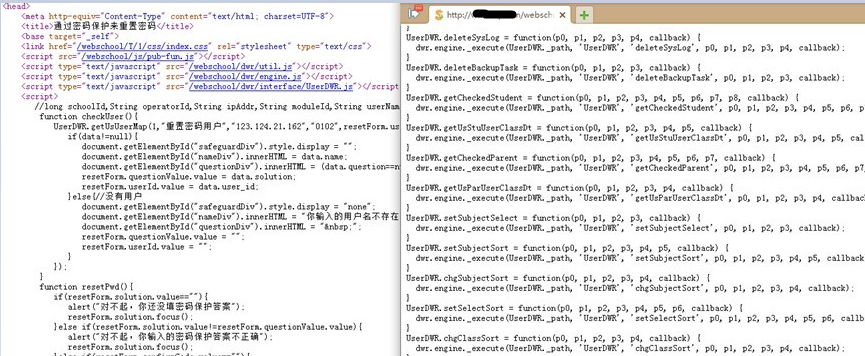 <head>
<meta http-equiv="Content-Type" content="text/html; charset=UTF-8">
<title>通过密码保护来重置密码</title>
<base target="_self">
<link href="/webschool/T/1/css/index.css" rel="stylesheet" type="text/css">
<script src="/webschool/js/pub-fun.js"></script>
<script type="text/javascript" src="/webschool/dwr/util.js"></script>
<script type="text/javascript" src="/webschool/dwr/engine.js"></script>
<script type="text/javascript" src="/webschool/dwr/interface/UserDWR.js"></script>
<script>
//long schoolId,String operatorId,String ipAddr,String moduleId,String userNam
function checkUser(){
UserDWR.getUsUserMap(1,"重置密码用户","123.124.21.162","0102",resetForm.us
if(data!=null){
document.getElementById("safeguardDiv").style.display = "";
document.getElementById("nameDiv").innerHTML = data.name;
document.getElementById("questionDiv").innerHTML = (data.question==n
resetForm.questionValue.value = data.solution;
resetForm.userId.value = data.user_id;
}else{//没有用户
document.getElementById("safeguardDiv").style.display = "none";
document.getElementById("nameDiv").innerHTML = "你输入的用户名不存在
document.getElementById("questionDiv").innerHTML = "&nbsp;";
resetForm.questionValue.value = "";
resetForm.userId.value = "";
}
});
}
function resetPwd(){
if(resetForm.solution.value==""){
alert("对不起，你还没填密码保护答案");
resetForm.solution.focus();
}else if(resetForm.solution.value!=resetForm.questionValue.value){
alert("对不起，你输入的密码保护答案不正确");
resetForm.solution.focus();
http://
/websch
}
UserDWR.deleteSysLog = function(p0, p1, p2, p3, p4, callback) {
dwr.engine._execute(UserDWR._path, 'UserDWR', 'deleteSysLog', p0, p1, p2, p3, p4, callback);
}
UserDWR.deleteBackupTask = function(p0, p1, p2, p3, callback) {
dwr.engine._execute(UserDWR._path, 'UserDWR', 'deleteBackupTask', p0, p1, p2, p3, callback);
}
UserDWR.getCheckedStudent = function(p0, p1, p2, p3, p4, p5, p6, p7, p8, callback) {
dwr.engine._execute(UserDWR._path, 'UserDWR', 'getCheckedStudent', p0, p1, p2, p3, p4, p5, p6, p
}
UserDWR.getUsStuUserClassDt = function(p0, p1, p2, p3, p4, p5, callback) {
dwr.engine._execute(UserDWR._path, 'UserDWR', 'getUsStuUserClassDt', p0, p1, p2, p3, p4, p5, cal
}
UserDWR.getCheckedParent = function(p0, p1, p2, p3, p4, p5, p6, p7, callback) {
dwr.engine._execute(UserDWR._path, 'UserDWR', 'getCheckedParent', p0, p1, p2, p3, p4, p5, p6, p7
}
UserDWR.getUsParUserClassDt = function(p0, p1, p2, p3, p4, callback) {
dwr.engine._execute(UserDWR._path, 'UserDWR', 'getUsParUserClassDt', p0, p1, p2, p3, p4, callbac
}
UserDWR.setSubjectSelect = function(p0, p1, p2, p3, callback) {
dwr.engine._execute(UserDWR._path, 'UserDWR', 'setSubjectSelect', p0, p1, p2, p3, callback);
}
UserDWR.setSubjectSort = function(p0, p1, p2, p3, p4, p5, callback) {
dwr.engine._execute(UserDWR._path, 'UserDWR', 'setSubjectSort', p0, p1, p2, p3, p4, p5, callback
}
UserDWR.chgSubjectSort = function(p0, p1, p2, p3, p4, callback) {
dwr.engine._execute(UserDWR._path, 'UserDWR', 'chgSubjectSort', p0, p1, p2, p3, p4, callback);
}
UserDWR.setSelectSort = function(p0, p1, p2, p3, p4, p5, p6, callback) {
dwr.engine._execute(UserDWR._path, 'UserDWR', 'setSelectSort', p0, p1, p2, p3, p4, p5, p6, callb
}
UserDWR.chgClassSort = function(p0, p1, p2, p3, p4, callback) {
dwr.engine._execute(UserDWR._path, 'UserDWR', 'chgClassSort', p0, p1, p2, p3, p4, callback);